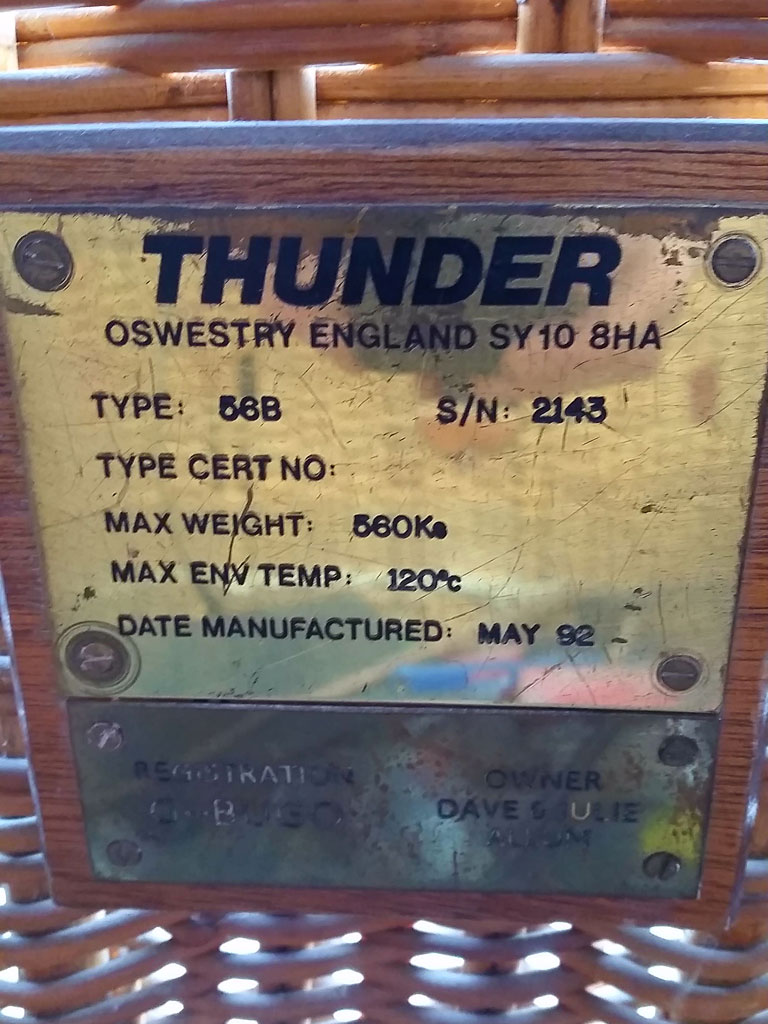 THUNDER
OSWESTRY ENGLAND SY10 8HA
TYPE: 56B S/N: 2143
TYPE CERT NO:
MAX WEIGHT: 560KG
MAX ENV TEMP: 120°C
DATE MANUFACTURED: MAY 92
REGISTRATION
OWNER
DAVE & JULIE